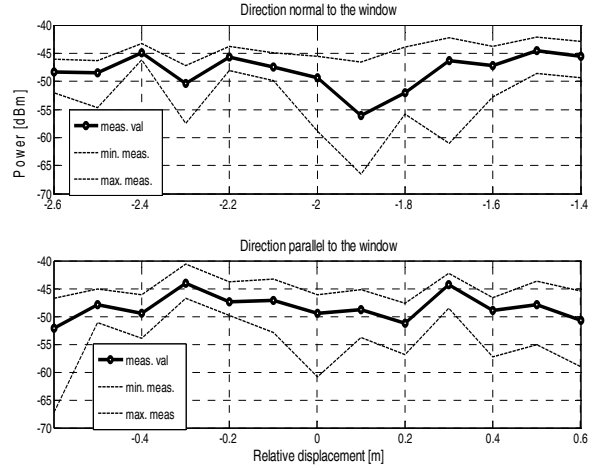 Direction normal to the window
Power [dBm]
-40
-45
-50
-55
-60
-65
-70
meas. val
min. meas.
max. meas.
-2.6 -2.4 -2.2 -2 -1.8 -1.6 -1.4
Direction parallel to the window
-40
-45
-50
-55
-60
-65
-70
meas. val
min. meas.
max. meas
-0.4 -0.2 0 0.2 0.4 0.6
Relative displacement [m]